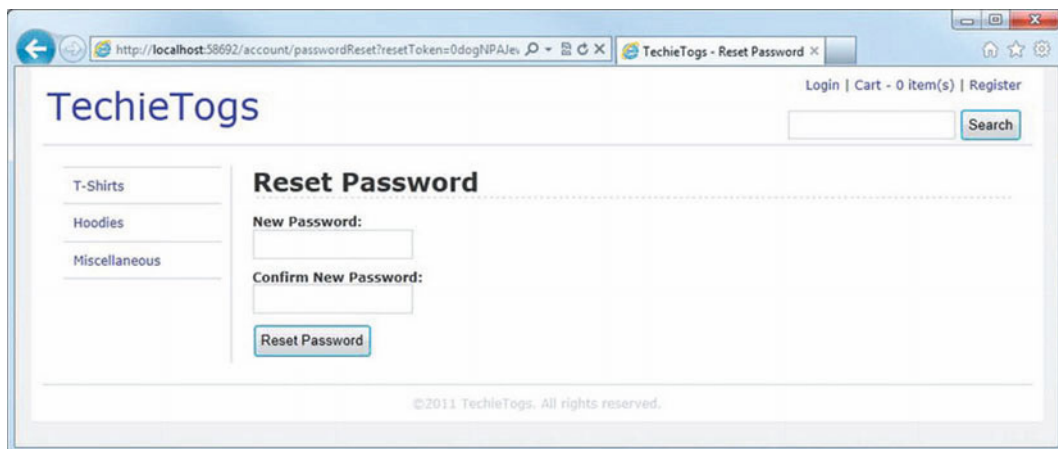 http://localhost:58692/account/passwordReset?resetToken=0dogNPAJe
TechieTogs - Reset Password
Login | Cart - 0 item(s) | Register
TechieTogs
Search
T-Shirts
Hoodies
Miscellaneous
Reset Password
New Password:
Confirm New Password:
Reset Password
©2011 TechieTogs. All rights reserved.